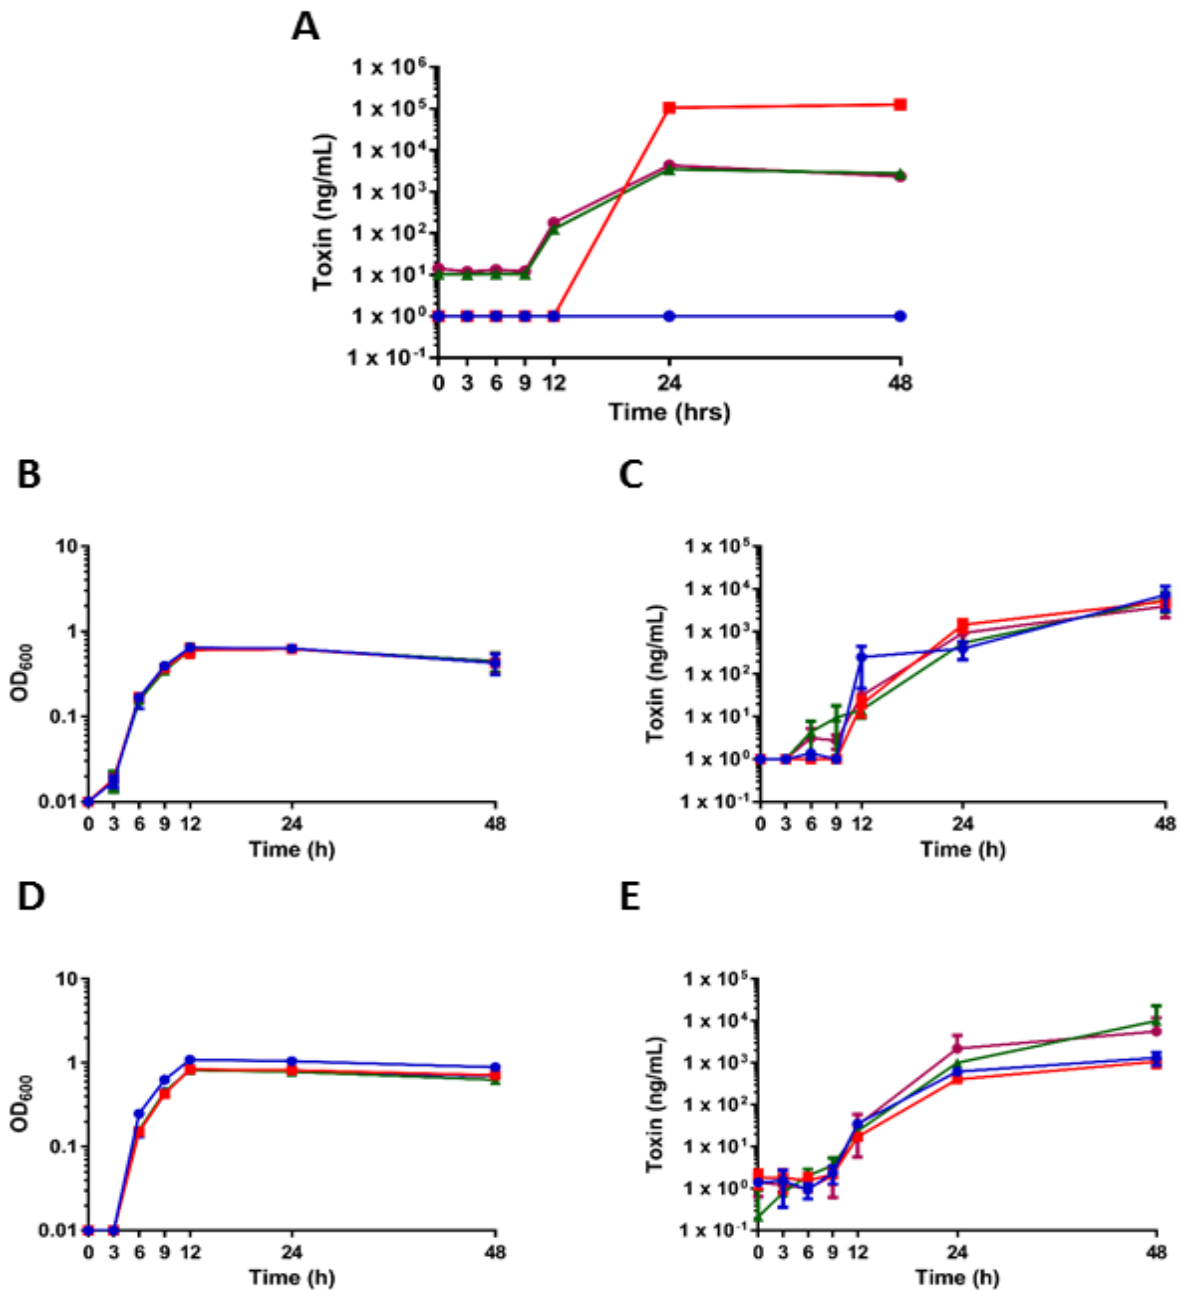 A
Toxin (ng/mL)
1 x 10⁶
1 x 10⁵
1 x 10⁴
1 x 10³
1 x 10²
1 x 10¹
1 x 10⁰
1 x 10⁻¹
0 3 6 9 12 24 48
Time (hrs)
B
OD₆₀₀
10
1
0.1
0.01
0 3 6 9 12 24 48
Time (h)
C
Toxin (ng/mL)
1 x 10⁵
1 x 10⁴
1 x 10³
1 x 10²
1 x 10¹
1 x 10⁰
1 x 10⁻¹
0 3 6 9 12 24 48
Time (h)
D
OD₆₀₀
10
1
0.1
0.01
0 3 6 9 12 24 48
Time (h)
E
Toxin (ng/mL)
1 x 10⁵
1 x 10⁴
1 x 10³
1 x 10²
1 x 10¹
1 x 10⁰
1 x 10⁻¹
0 3 6 9 12 24 48
Time (h)